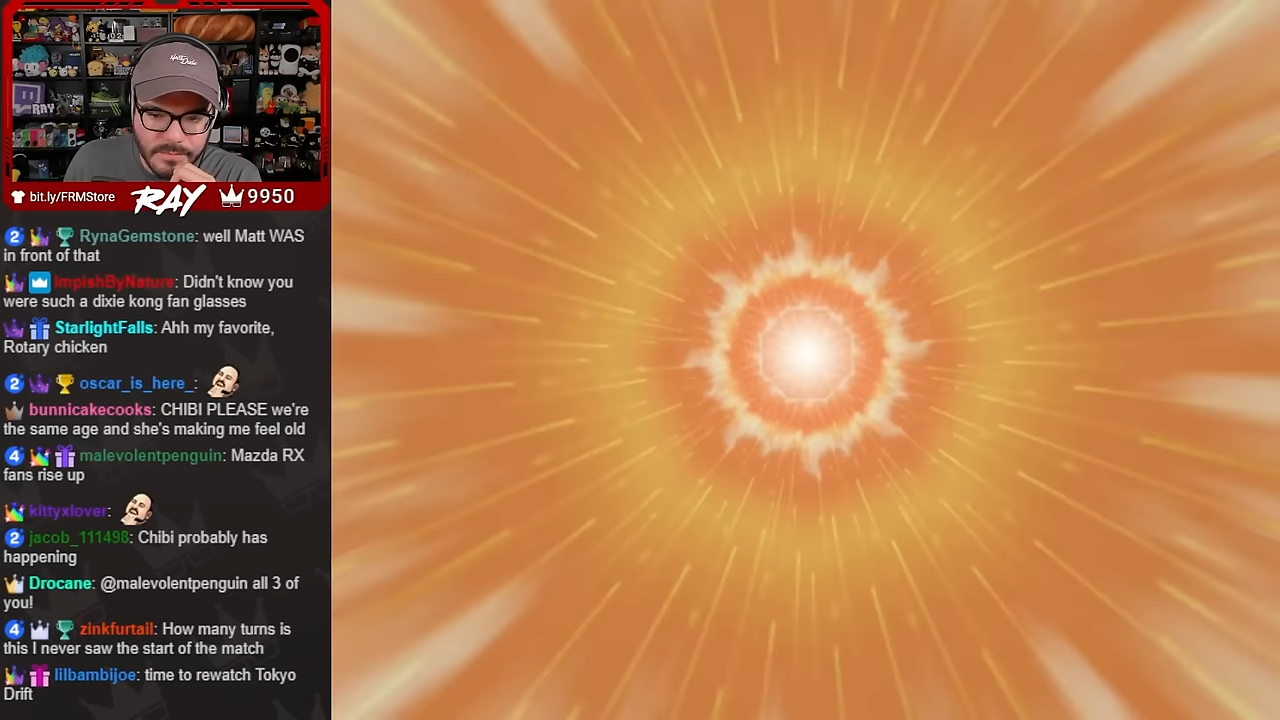 Nasty Dude
RAY
bit.ly/FRMStore
RAY
9950
2 RynaGemstone: well Matt WAS
in front of that
ImpishByNature: Didn't know you
were such a dixie kong fan glasses
StarlightFalls: Ahh my favorite,
Rotary chicken
2 oscar_is_here_:
bunnicakecooks: CHIBI PLEASE we're
the same age and she's making me feel old
4 malevolentpenguin: Mazda RX
fans rise up
kittyxlover:
2 jacob_111498: Chibi probably has
happening
Drocane: @malevolentpenguin all 3 of
you!
4 zinkfurtail: How many turns is
this I never saw the start of the match
lilbambijoe: time to rewatch Tokyo
Drift